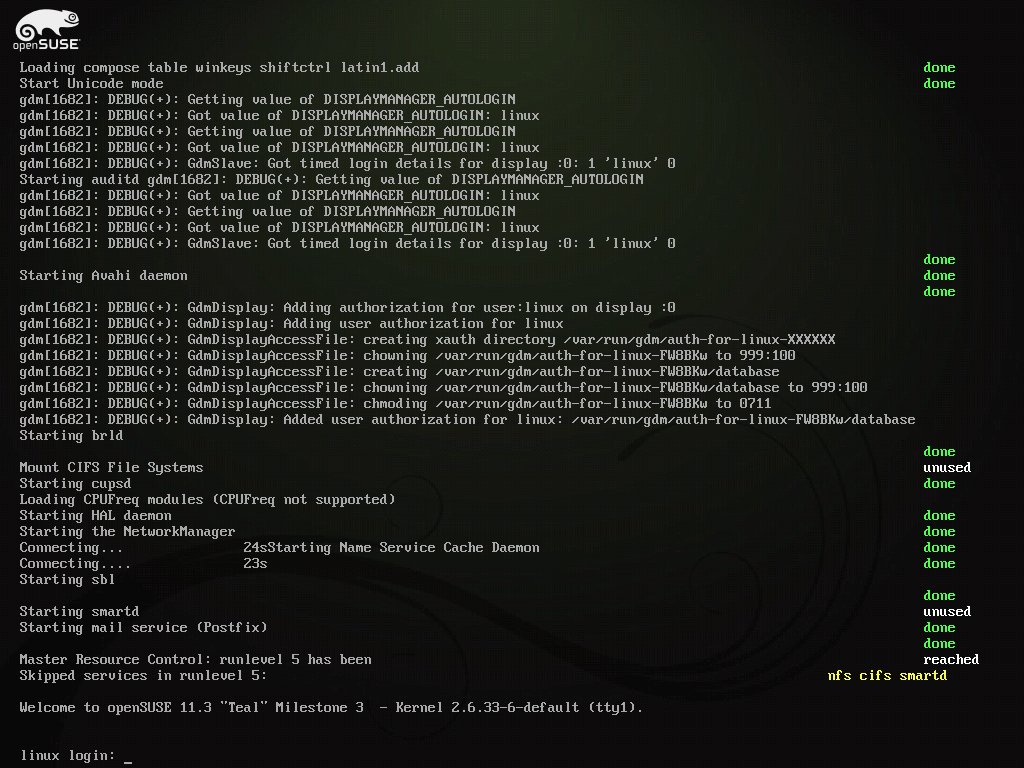 openSUSE
Loading compose table winkeys shiftctrl latin1.add done
Start Unicode mode done
gdm[1682]: DEBUG(+): Getting value of DISPLAYMANAGER_AUTOLOGIN
gdm[1682]: DEBUG(+): Got value of DISPLAYMANAGER_AUTOLOGIN: linux
gdm[1682]: DEBUG(+): Getting value of DISPLAYMANAGER_AUTOLOGIN
gdm[1682]: DEBUG(+): Got value of DISPLAYMANAGER_AUTOLOGIN: linux
gdm[1682]: DEBUG(+): GdmSlave: Got timed login details for display :0: 1 'linux' 0
Starting auditd gdm[1682]: DEBUG(+): Getting value of DISPLAYMANAGER_AUTOLOGIN
gdm[1682]: DEBUG(+): Got value of DISPLAYMANAGER_AUTOLOGIN: linux
gdm[1682]: DEBUG(+): Getting value of DISPLAYMANAGER_AUTOLOGIN
gdm[1682]: DEBUG(+): Got value of DISPLAYMANAGER_AUTOLOGIN: linux
gdm[1682]: DEBUG(+): GdmSlave: Got timed login details for display :0: 1 'linux' 0
done
Starting Avahi daemon done
done
gdm[1682]: DEBUG(+): GdmDisplay: Adding authorization for user:linux on display :0
gdm[1682]: DEBUG(+): GdmDisplay: Adding user authorization for linux
gdm[1682]: DEBUG(+): GdmDisplayAccessFile: creating xauth directory /var/run/gdm/auth-for-linux-XXXXXX
gdm[1682]: DEBUG(+): GdmDisplayAccessFile: chowning /var/run/gdm/auth-for-linux-FW8BKw to 999:100
gdm[1682]: DEBUG(+): GdmDisplayAccessFile: creating /var/run/gdm/auth-for-linux-FW8BKw/database
gdm[1682]: DEBUG(+): GdmDisplayAccessFile: chowning /var/run/gdm/auth-for-linux-FW8BKw/database to 999:100
gdm[1682]: DEBUG(+): GdmDisplayAccessFile: chmoding /var/run/gdm/auth-for-linux-FW8BKw to 0711
gdm[1682]: DEBUG(+): GdmDisplay: Added user authorization for linux: /var/run/gdm/auth-for-linux-FW8BKw/database
Starting brld
done
Mount CIFS File Systems unused
Starting cupsd done
Loading CPUFreq modules (CPUFreq not supported)
Starting HAL daemon done
Starting the NetworkManager done
Connecting... 24sStarting Name Service Cache Daemon done
Connecting.... 23s done
Starting sbl
done
Starting smartd unused
Starting mail service (Postfix) done
done
Master Resource Control: runlevel 5 has been reached
Skipped services in runlevel 5: nfs cifs smartd
Welcome to openSUSE 11.3 "Teal" Milestone 3 - Kernel 2.6.33-6-default (tty1).
linux login: _